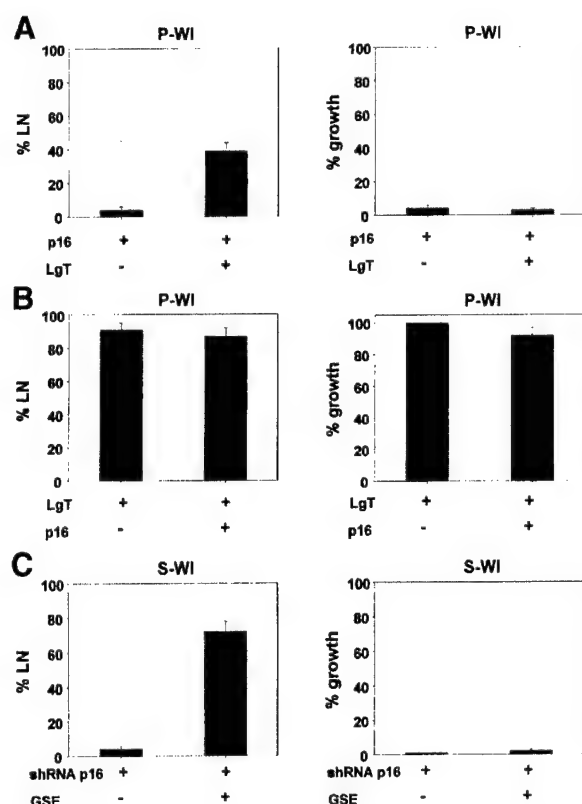 A
P-WI
P-WI
% LN
% growth
100
80
60
40
20
0
100
80
60
40
20
0
p16 + +
LgT - +
p16 + +
LgT - +
B
P-WI
P-WI
% LN
% growth
100
80
60
40
20
0
100
80
60
40
20
0
LgT + +
p16 - +
LgT + +
p16 - +
C
S-WI
S-WI
% LN
% growth
100
80
60
40
20
0
100
80
60
40
20
0
shRNA p16 + +
GSE - +
shRNA p16 + +
GSE - +